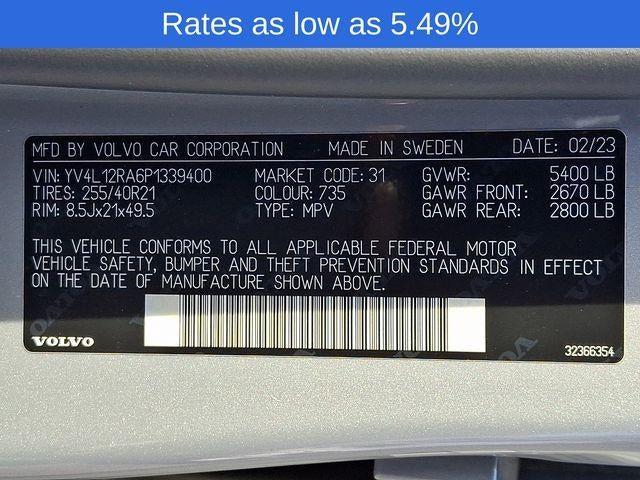 Rates as low as 5.49%
MFD BY VOLVO CAR CORPORATION MADE IN SWEDEN DATE: 02/23
VIN: YV4L12RA6P1339400 MARKET CODE: 31 GVWR: 5400 LB
TIRES: 255/40R21 COLOUR: 735 GAWR FRONT: 2670 LB
RIM: 8.5Jx21x49.5 TYPE: MPV GAWR REAR: 2800 LB
THIS VEHICLE CONFORMS TO ALL APPLICABLE FEDERAL MOTOR
VEHICLE SAFETY, BUMPER AND THEFT PREVENTION STANDARDS IN EFFECT
ON THE DATE OF MANUFACTURE SHOWN ABOVE.
VOLVO 32366354